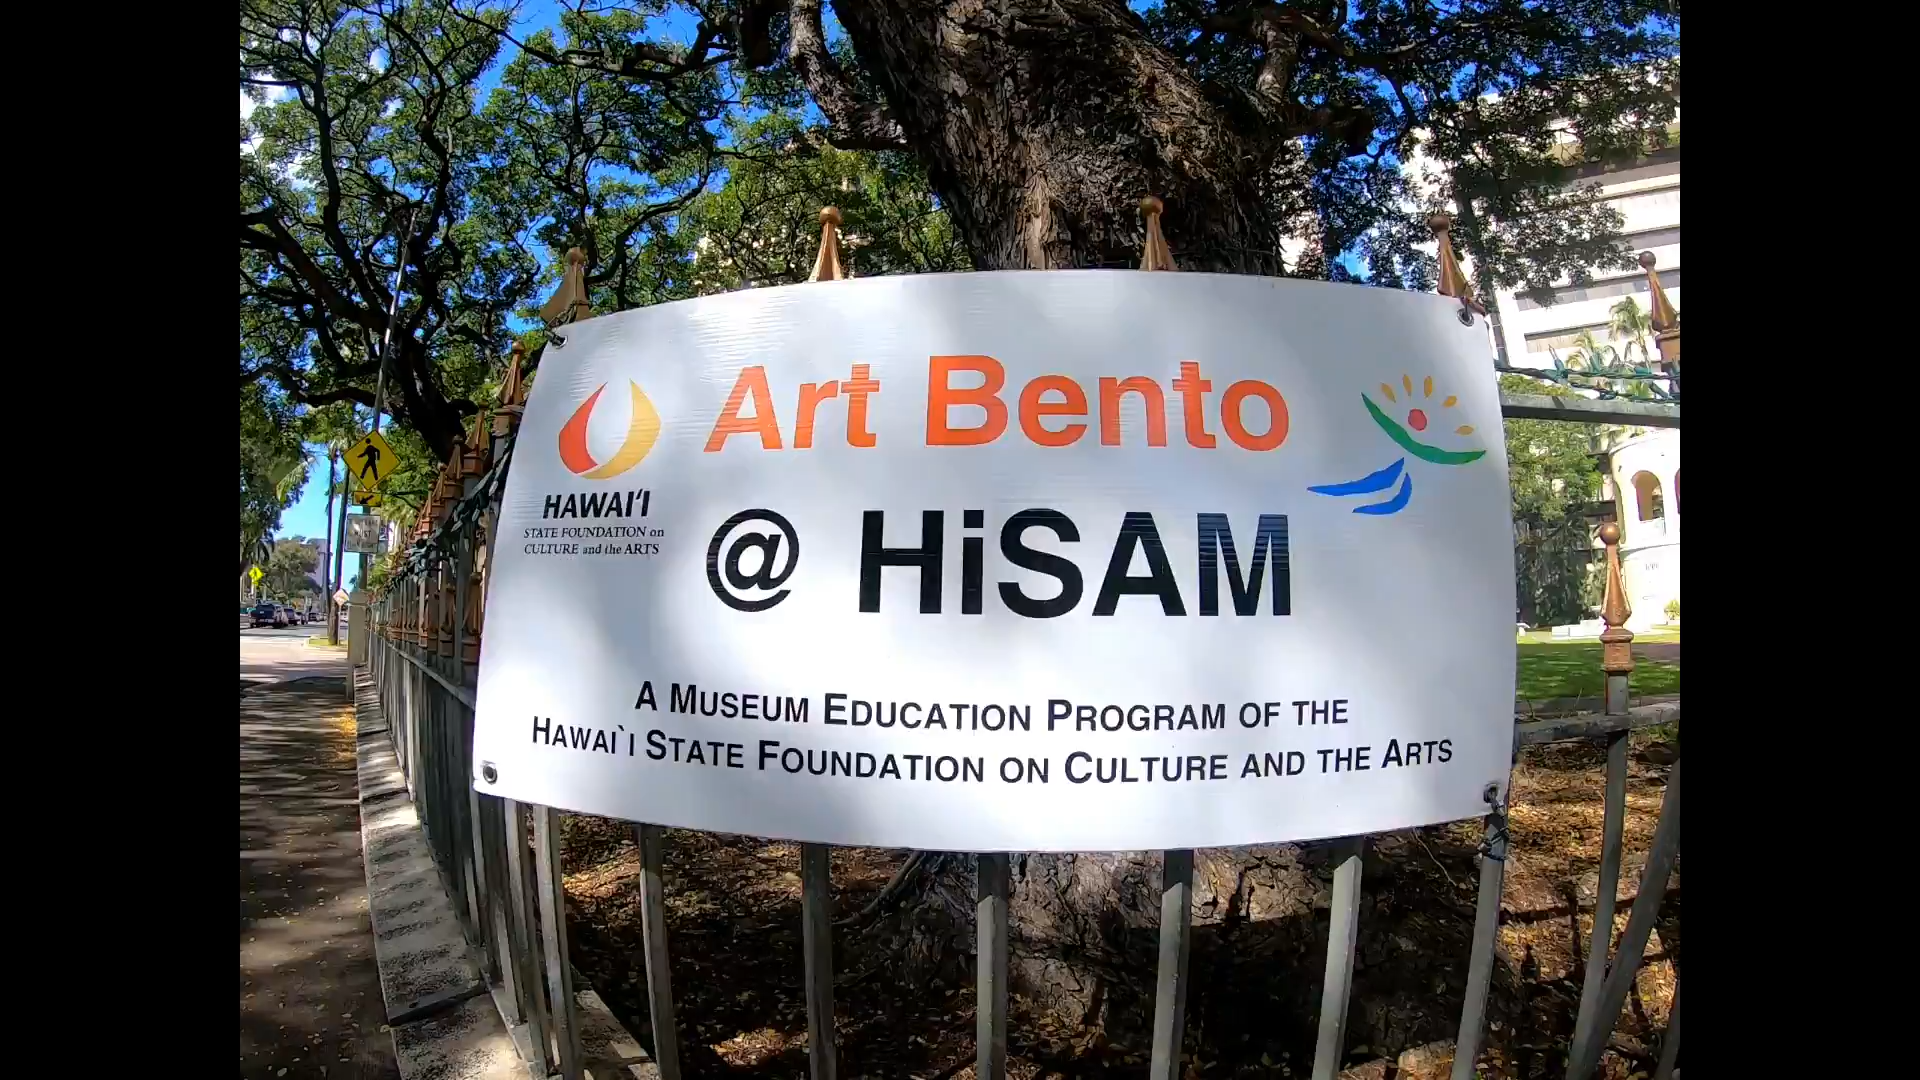 Art Bento
@ HiSAM
HAWAI‘I
STATE FOUNDATION on
CULTURE and the ARTS
A MUSEUM EDUCATION PROGRAM OF THE
HAWAI`I STATE FOUNDATION ON CULTURE AND THE ARTS